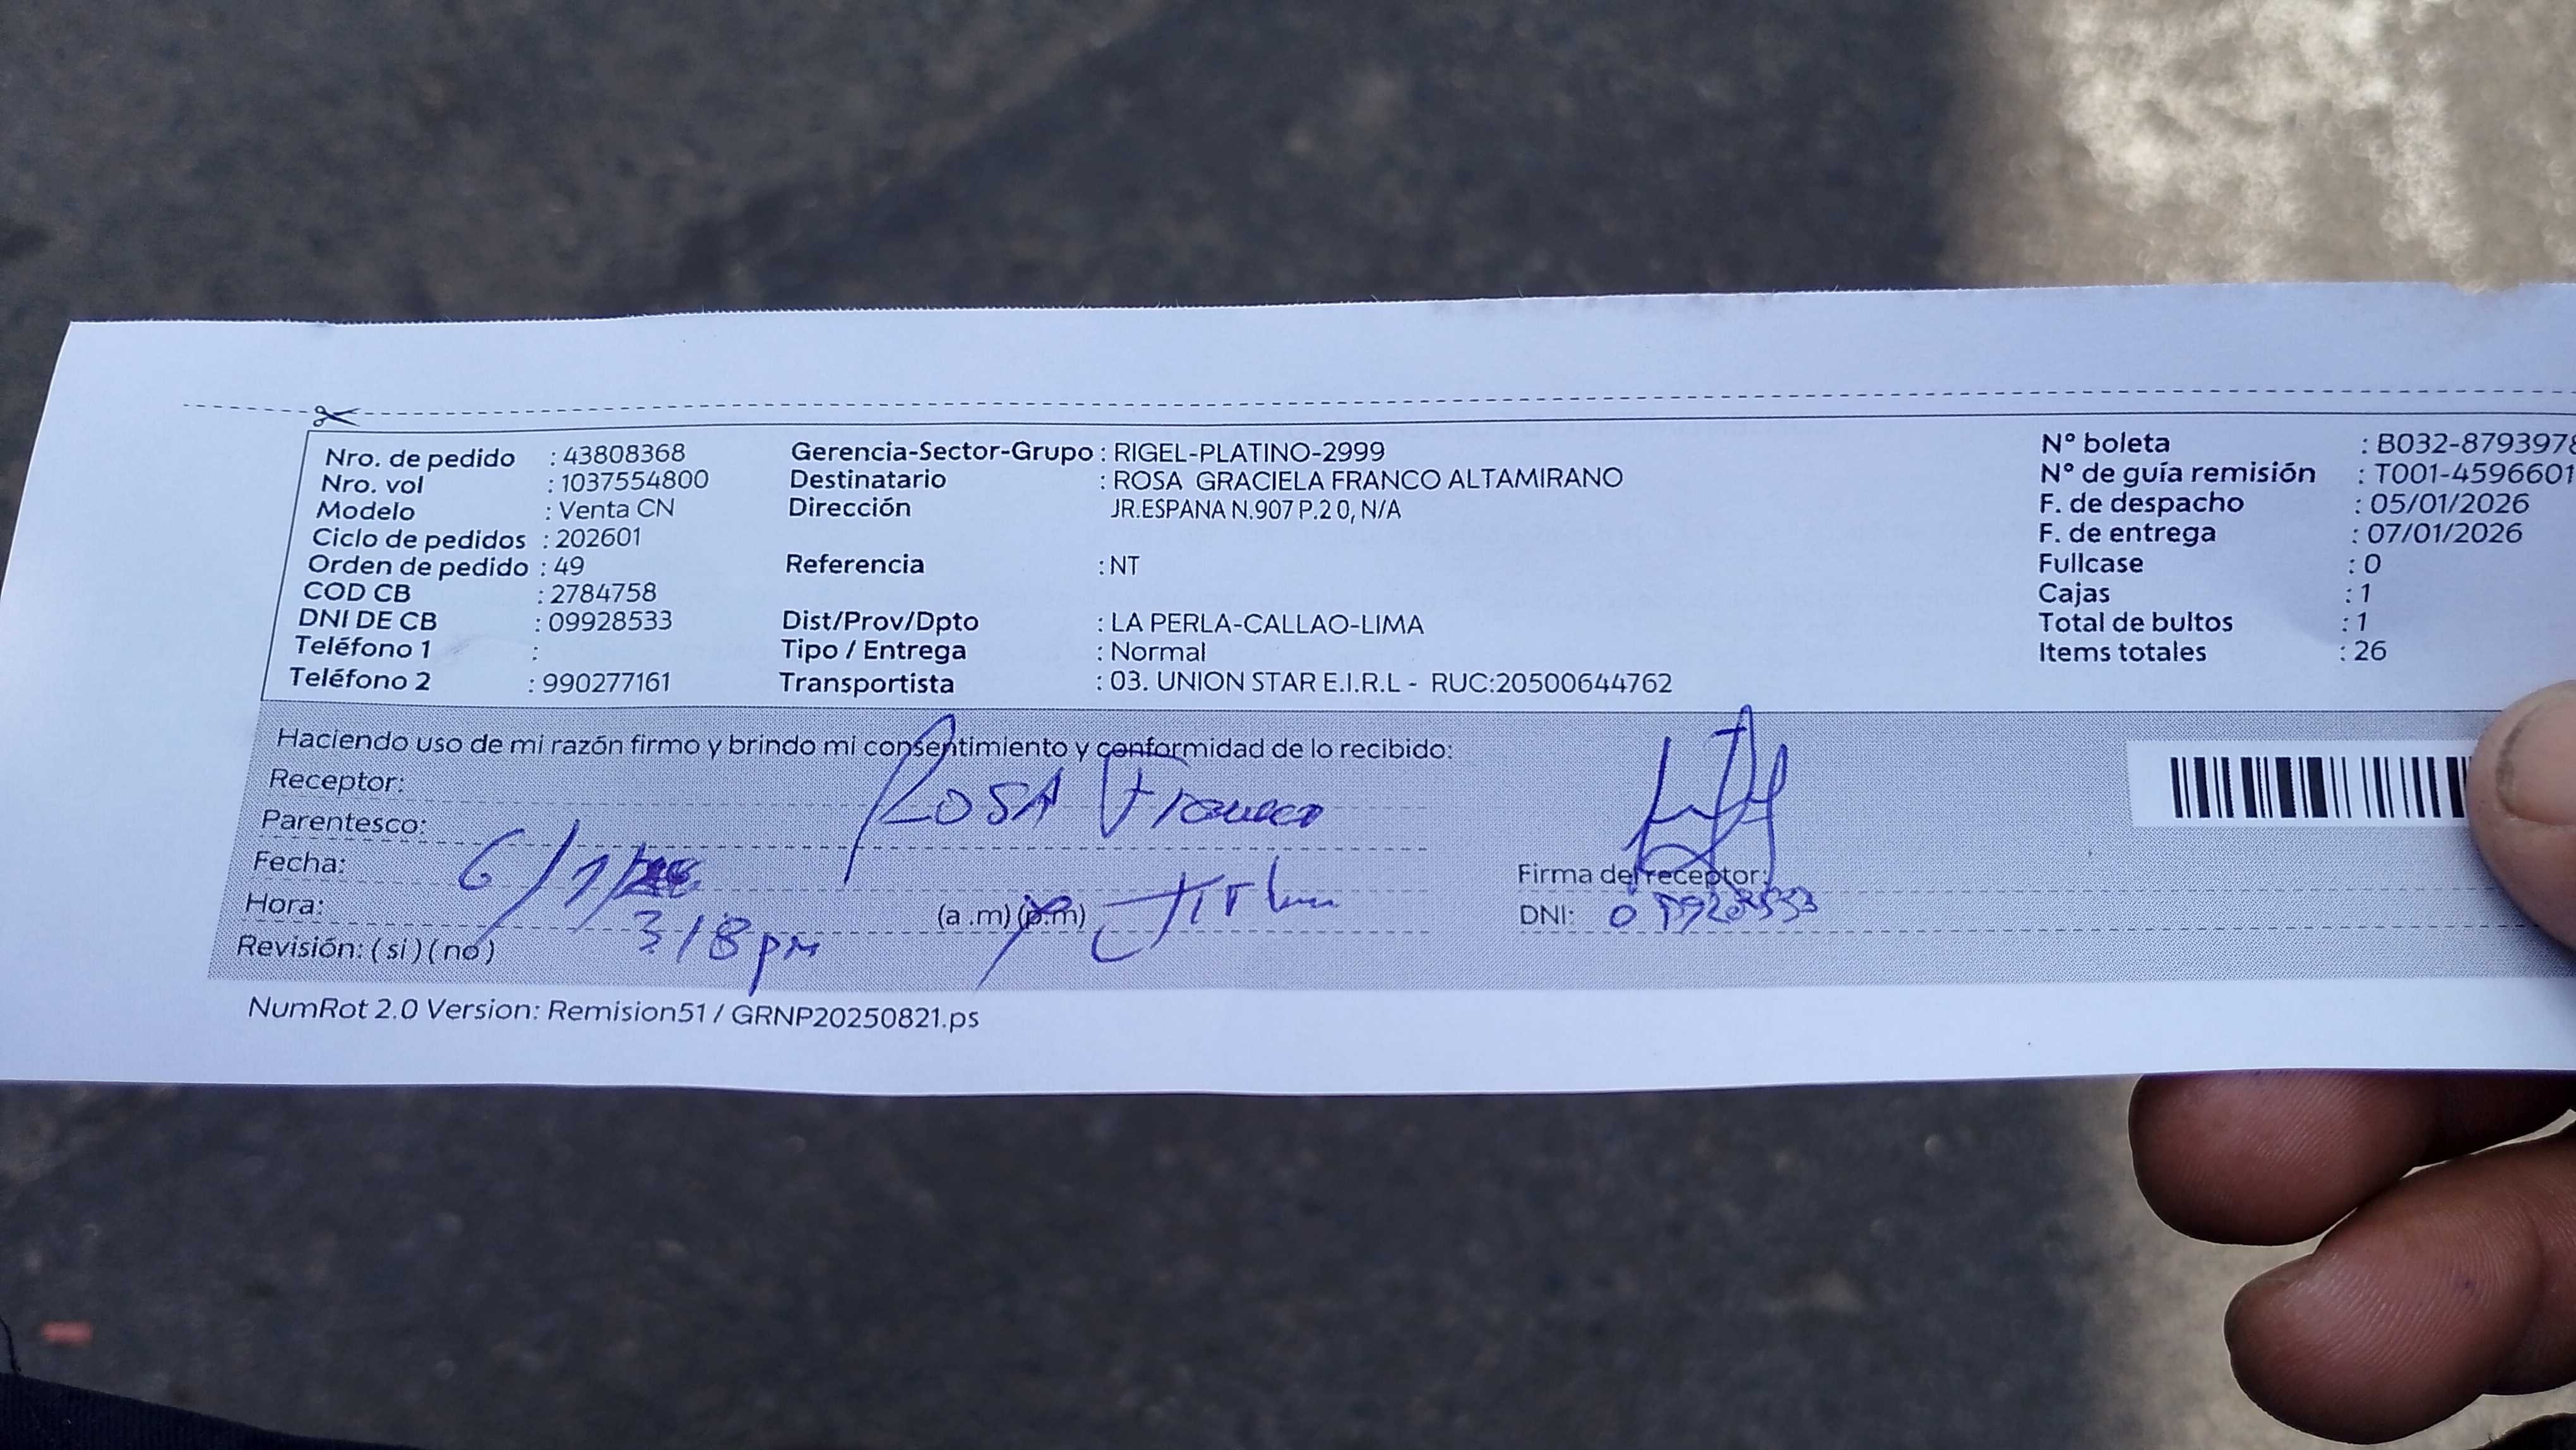 Nro. de pedido : 43808368
Nro. vol : 1037554800
Modelo : Venta CN
Ciclo de pedidos : 202601
Orden de pedido : 49
COD CB : 2784758
DNI DE CB : 09928533
Teléfono 1 :
Teléfono 2 : 990277161
Gerencia-Sector-Grupo : RIGEL-PLATINO-2999
Destinatario : ROSA GRACIELA FRANCO ALTAMIRANO
Dirección JR.ESPANA N.907 P.2 0, N/A
Referencia : NT
Dist/Prov/Dpto : LA PERLA-CALLAO-LIMA
Tipo / Entrega : Normal
Transportista : 03. UNION STAR E.I.R.L - RUC:20500644762
N° boleta : B032-8793978
N° de guía remisión : T001-4596601
F. de despacho : 05/01/2026
F. de entrega : 07/01/2026
Fullcase : 0
Cajas : 1
Total de bultos : 1
Items totales : 26
Haciendo uso de mi razón firmo y brindo mi consentimiento y conformidad de lo recibido:
Receptor: ROSA Franco
Parentesco:
Fecha: 6/1/26
Hora: 318 pm (a .m) (p.m) Titular
Revisión: ( si ) ( no )
Firma del receptor:
DNI: 09928533
NumRot 2.0 Version: Remision51 / GRNP20250821.ps